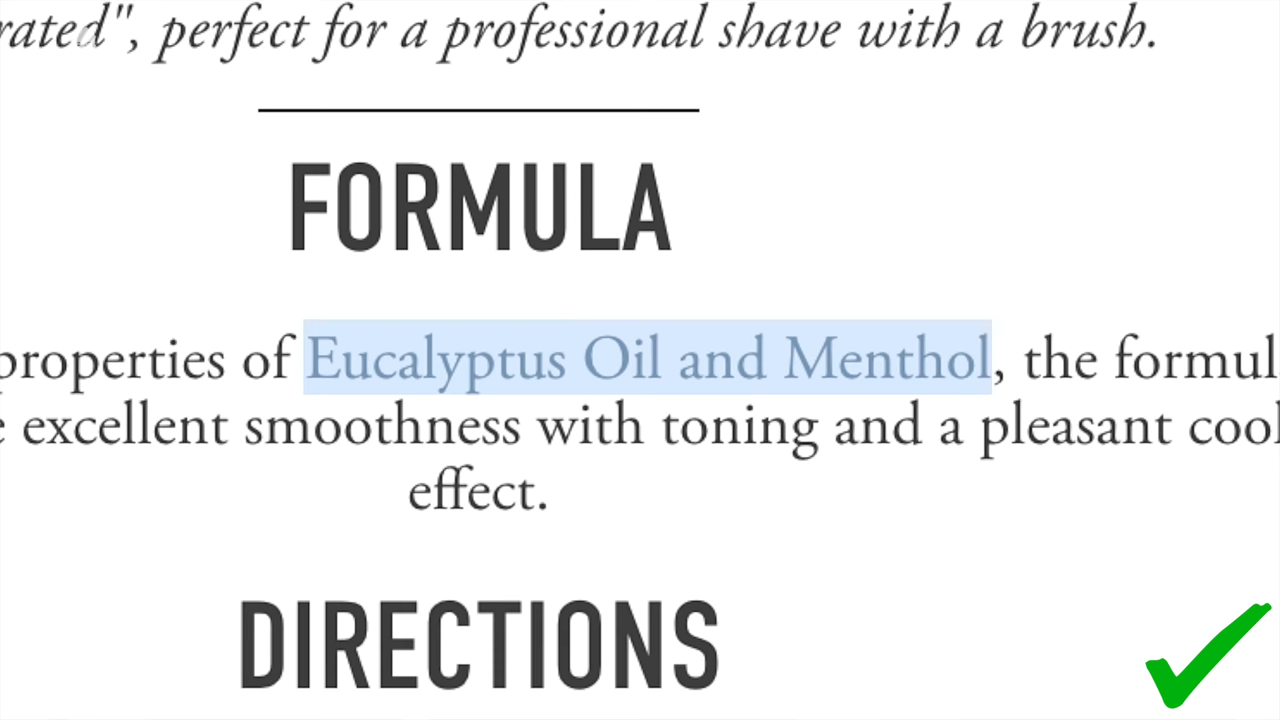 rated", perfect for a professional shave with a brush.
FORMULA
properties of Eucalyptus Oil and Menthol, the formul
excellent smoothness with toning and a pleasant cool
effect.
DIRECTIONS